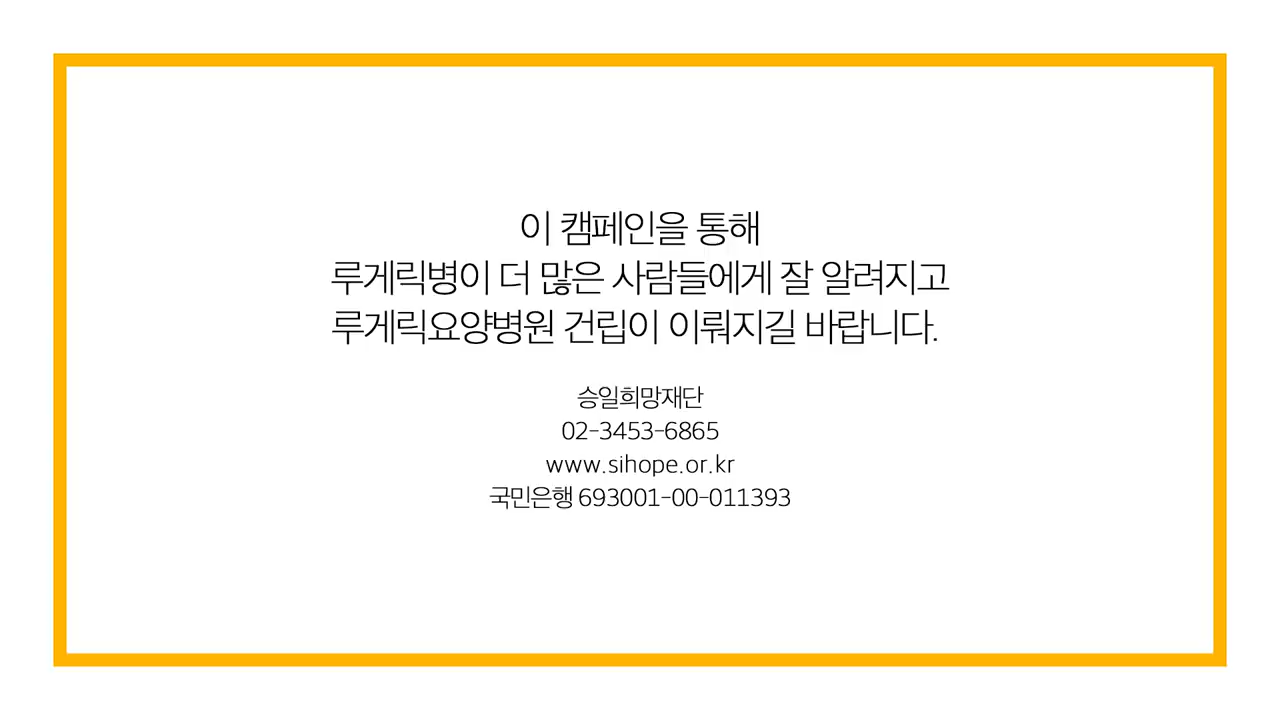 이 캠페인을 통해
루게릭병이 더 많은 사람들에게 잘 알려지고
루게릭요양병원 건립이 이뤄지길 바랍니다.
승일희망재단
02-3453-6865
www.sihope.or.kr
국민은행 693001-00-011393